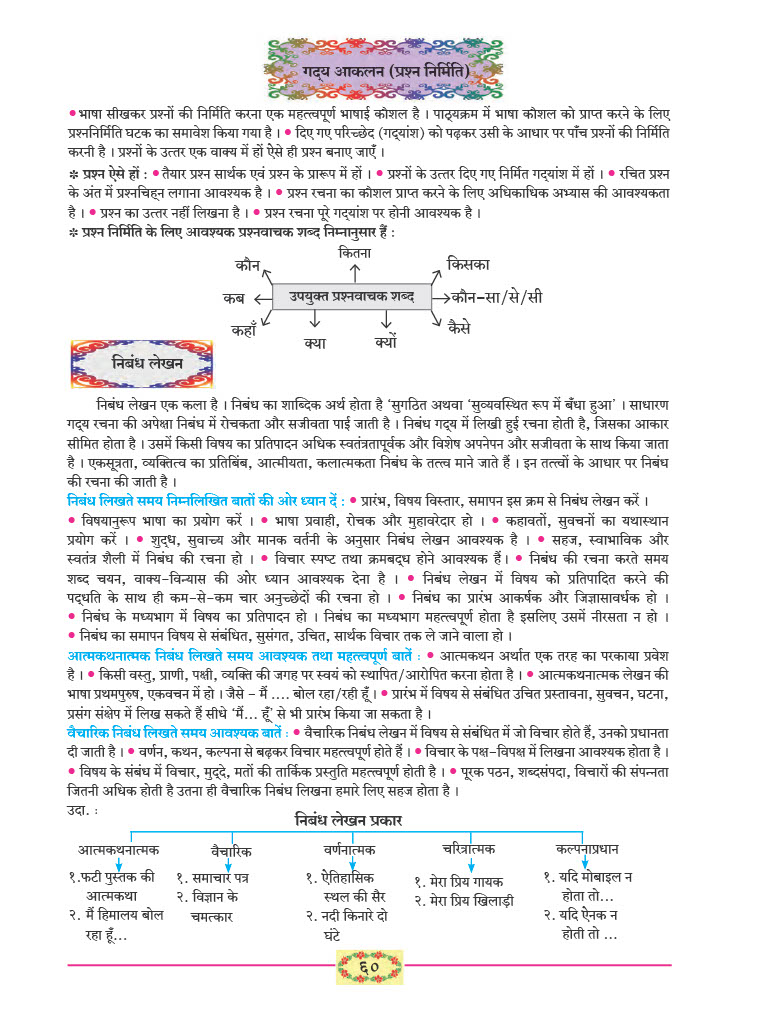 गद्य आकलन (प्रश्न निर्मिति)
• भाषा सीखकर प्रश्नों की निर्मिति करना एक महत्वपूर्ण भाषाई कौशल है । पाठ्यक्रम में भाषा कौशल को प्राप्त करने के लिए
प्रश्ननिर्मिति घटक का समावेश किया गया है । • दिए गए परिच्छेद (गद्यांश) को पढ़कर उसी के आधार पर पाँच प्रश्नों की निर्मिति
करनी है । प्रश्नों के उत्तर एक वाक्य में हों ऐसे ही प्रश्न बनाए जाएँ ।
* प्रश्न ऐसे हों : • तैयार प्रश्न सार्थक एवं प्रश्न के प्रारूप में हों । • प्रश्नों के उत्तर दिए गए निर्मित गद्यांश में हों । • रचित प्रश्न
के अंत में प्रश्नचिह्न लगाना आवश्यक है । • प्रश्न रचना का कौशल प्राप्त करने के लिए अधिकाधिक अभ्यास की आवश्यकता
है । • प्रश्न का उत्तर नहीं लिखना है । • प्रश्न रचना पूरे गद्यांश पर होनी आवश्यक है ।
* प्रश्न निर्मिति के लिए आवश्यक प्रश्नवाचक शब्द निम्नानुसार हैं :
कितना
कौन किसका
कब उपयुक्त प्रश्नवाचक शब्द कौन-सा/से/सी
कहाँ क्या क्यों कैसे
निबंध लेखन
निबंध लेखन एक कला है । निबंध का शाब्दिक अर्थ होता है ‘सुगठित अथवा ‘सुव्यवस्थित रूप में बँधा हुआ’ । साधारण
गद्य रचना की अपेक्षा निबंध में रोचकता और सजीवता पाई जाती है । निबंध गद्य में लिखी हुई रचना होती है, जिसका आकार
सीमित होता है । उसमें किसी विषय का प्रतिपादन अधिक स्वतंत्रतापूर्वक और विशेष अपनेपन और सजीवता के साथ किया जाता
है । एकसूत्रता, व्यक्तित्व का प्रतिबिंब, आत्मीयता, कलात्मकता निबंध के तत्त्व माने जाते हैं । इन तत्त्वों के आधार पर निबंध
की रचना की जाती है ।
निबंध लिखते समय निम्नलिखित बातों की ओर ध्यान दें : • प्रारंभ, विषय विस्तार, समापन इस क्रम से निबंध लेखन करें ।
• विषयानुरूप भाषा का प्रयोग करें । • भाषा प्रवाही, रोचक और मुहावरेदार हो । • कहावतों, सुवचनों का यथास्थान
प्रयोग करें । • शुद्ध, सुवाच्य और मानक वर्तनी के अनुसार निबंध लेखन आवश्यक है । • सहज, स्वाभाविक और
स्वतंत्र शैली में निबंध की रचना हो । • विचार स्पष्ट तथा क्रमबद्ध होने आवश्यक हैं। • निबंध की रचना करते समय
शब्द चयन, वाक्य-विन्यास की ओर ध्यान आवश्यक देना है । • निबंध लेखन में विषय को प्रतिपादित करने की
पद्धति के साथ ही कम-से-कम चार अनुच्छेदों की रचना हो । • निबंध का प्रारंभ आकर्षक और जिज्ञासावर्धक हो ।
• निबंध के मध्यभाग में विषय का प्रतिपादन हो । निबंध का मध्यभाग महत्त्वपूर्ण होता है इसलिए उसमें नीरसता न हो ।
• निबंध का समापन विषय से संबंधित, सुसंगत, उचित, सार्थक विचार तक ले जाने वाला हो ।
आत्मकथनात्मक निबंध लिखते समय आवश्यक तथा महत्त्वपूर्ण बातें : • आत्मकथन अर्थात एक तरह का परकाया प्रवेश
है । • किसी वस्तु, प्राणी, पक्षी, व्यक्ति की जगह पर स्वयं को स्थापित/आरोपित करना होता है । • आत्मकथनात्मक लेखन की
भाषा प्रथमपुरुष, एकवचन में हो । जैसे - मैं .... बोल रहा/रही हूँ । • प्रारंभ में विषय से संबंधित उचित प्रस्तावना, सुवचन, घटना,
प्रसंग संक्षेप में लिख सकते हैं सीधे ‘मैं... हूँ’ से भी प्रारंभ किया जा सकता है ।
वैचारिक निबंध लिखते समय आवश्यक बातें : • वैचारिक निबंध लेखन में विषय से संबंधित में जो विचार होते हैं, उनको प्रधानता
दी जाती है । • वर्णन, कथन, कल्पना से बढ़कर विचार महत्त्वपूर्ण होते हैं । • विचार के पक्ष-विपक्ष में लिखना आवश्यक होता है ।
• विषय के संबंध में विचार, मुद्दे, मतों की तार्किक प्रस्तुति महत्त्वपूर्ण होती है । • पूरक पठन, शब्दसंपदा, विचारों की संपन्नता
जितनी अधिक होती है उतना ही वैचारिक निबंध लिखना हमारे लिए सहज होता है ।
उदा. :
निबंध लेखन प्रकार
आत्मकथनात्मक वैचारिक वर्णनात्मक चरित्रात्मक कल्पनाप्रधान
१.फटी पुस्तक की १. समाचार पत्र १. ऐतिहासिक १. मेरा प्रिय गायक १. यदि मोबाइल न
आत्मकथा २. विज्ञान के स्थल की सैर २. मेरा प्रिय खिलाड़ी होता तो...
२. मैं हिमालय बोल चमत्कार २. नदी किनारे दो २. यदि ऐनक न
रहा हूँ... घंटे होती तो ...
६०